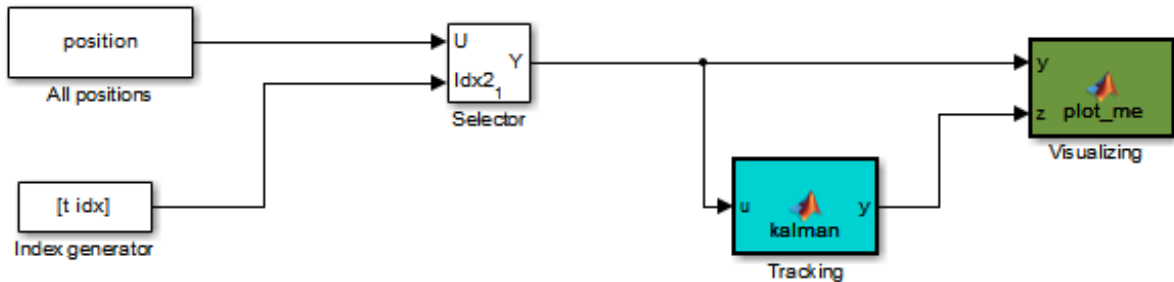 position
All positions
U
Y
Idx2
1
Selector
[t idx]
Index generator
u
y
kalman
Tracking
y
z
plot_me
Visualizing